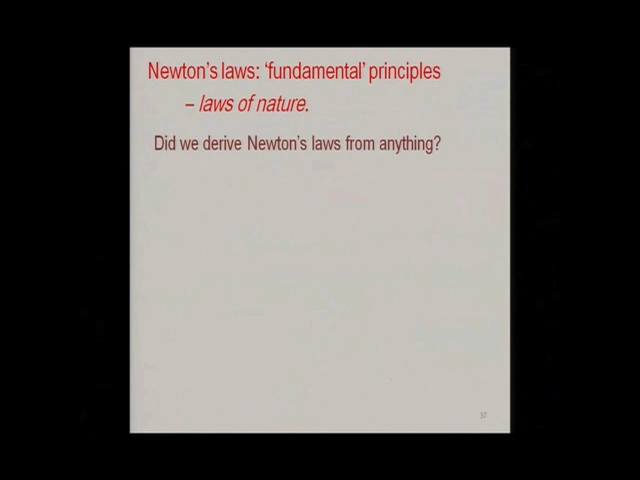 Newton's laws: ‘fundamental’ principles
– laws of nature.
Did we derive Newton's laws from anything?
37